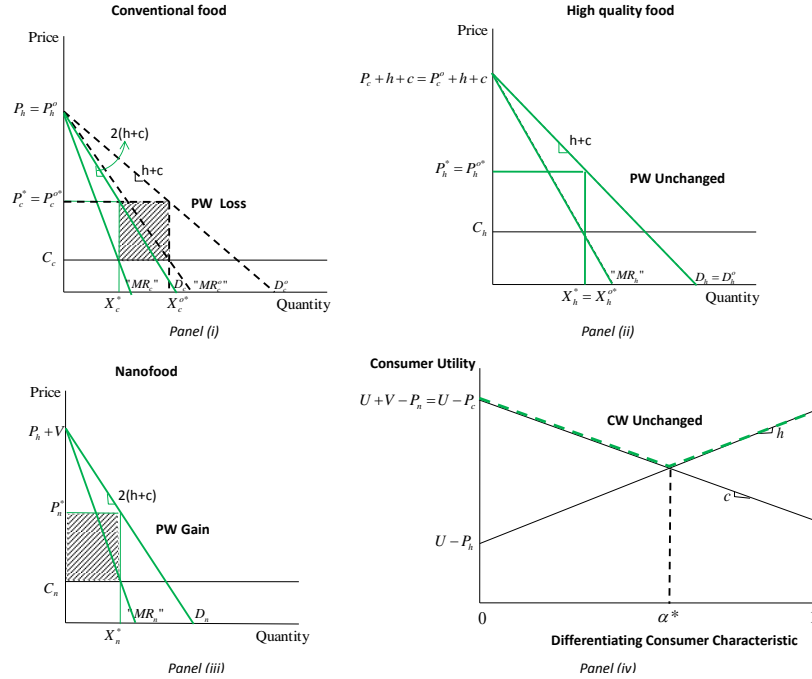 Conventional food
Price
P_h = P_h^o
2(h+c)
h+c
P_c^* = P_c^{o*}
PW Loss
C_c
"MR_c"
D_c
"MR_c^o"
D_c^o
X_c^*
X_c^{o*}
Quantity
Panel (i)
High quality food
Price
P_c + h + c = P_c^o + h + c
h+c
P_h^* = P_h^{o*}
PW Unchanged
C_h
"MR_h"
D_h = D_h^o
X_h^* = X_h^{o*}
Quantity
Panel (ii)
Nanofood
Price
P_h + V
2(h+c)
P_n^*
PW Gain
C_n
"MR_n"
D_n
X_n^*
Quantity
Panel (iii)
Consumer Utility
U + V − P_n = U − P_c
CW Unchanged
h
c
U − P_h
0
α*
1
Differentiating Consumer Characteristic
Panel (iv)